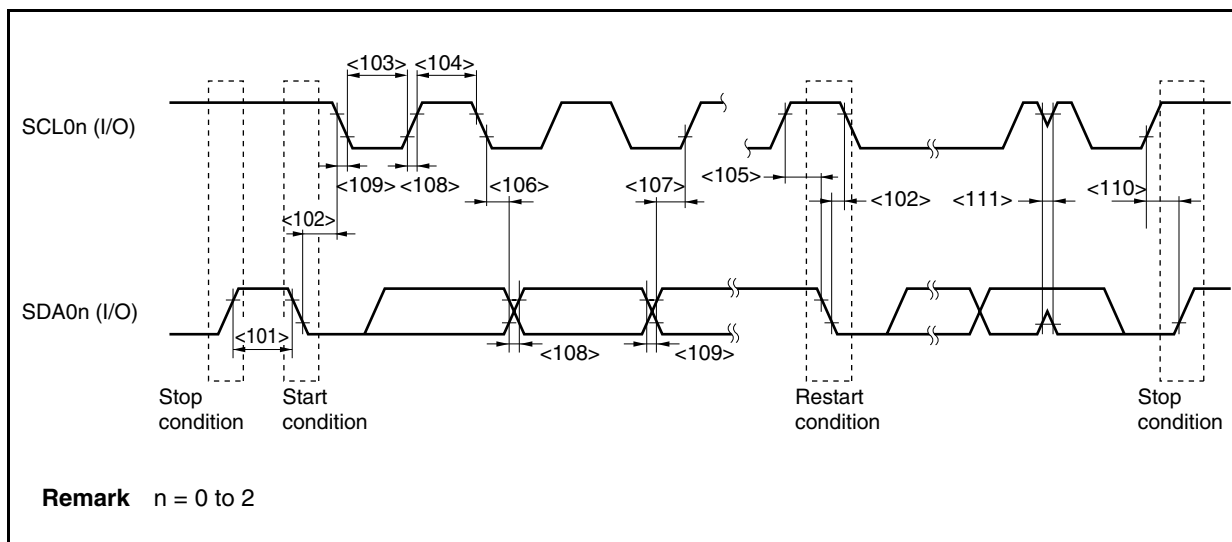 <103> <104>
SCL0n (I/O)
<109> <108> <106> <107> <105> <102> <111> <110>
<102>
SDA0n (I/O)
<101> <108> <109>
Stop condition
Start condition
Restart condition
Stop condition
Remark n = 0 to 2